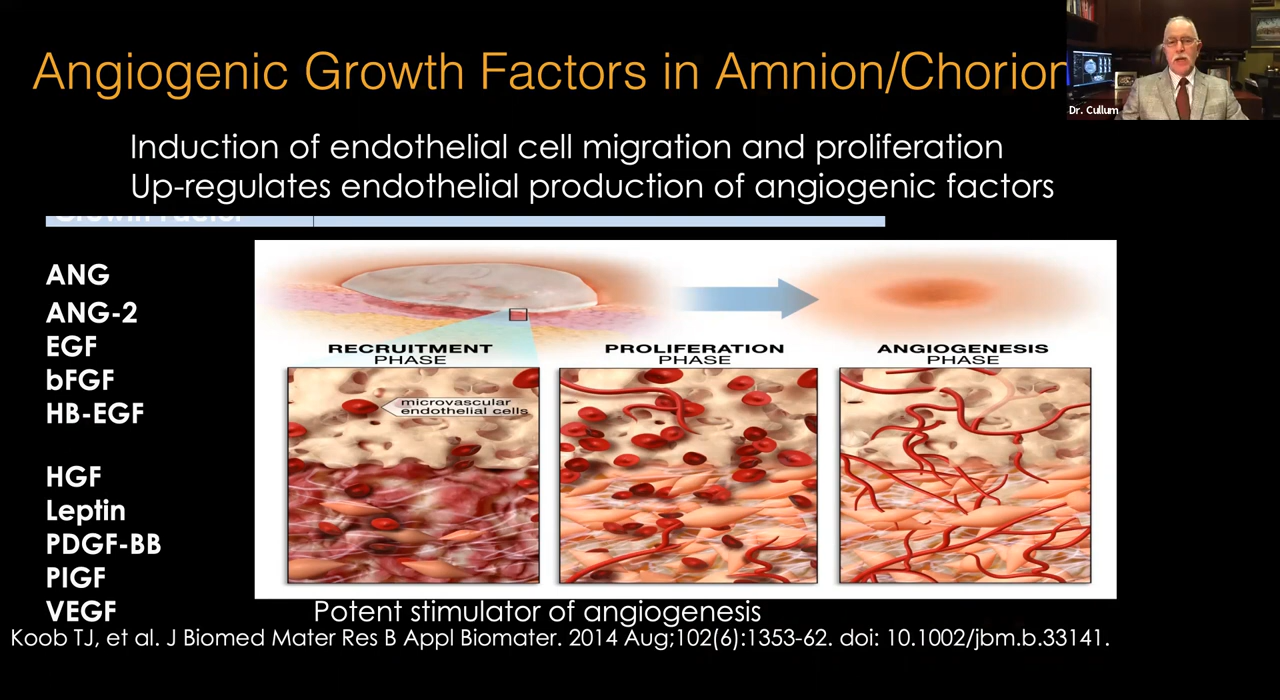 Angiogenic Growth Factors in Amnion/Chorion
Dr. Cullum
Induction of endothelial cell migration and proliferation
Up-regulates endothelial production of angiogenic factors
Growth Factor
ANG
ANG-2
EGF
bFGF
HB-EGF
HGF
Leptin
PDGF-BB
PlGF
VEGF
RECRUITMENT
PHASE
PROLIFERATION
PHASE
ANGIOGENESIS
PHASE
microvascular
endothelial cells
Potent stimulator of angiogenesis
Koob TJ, et al. J Biomed Mater Res B Appl Biomater. 2014 Aug;102(6):1353-62. doi: 10.1002/jbm.b.33141.